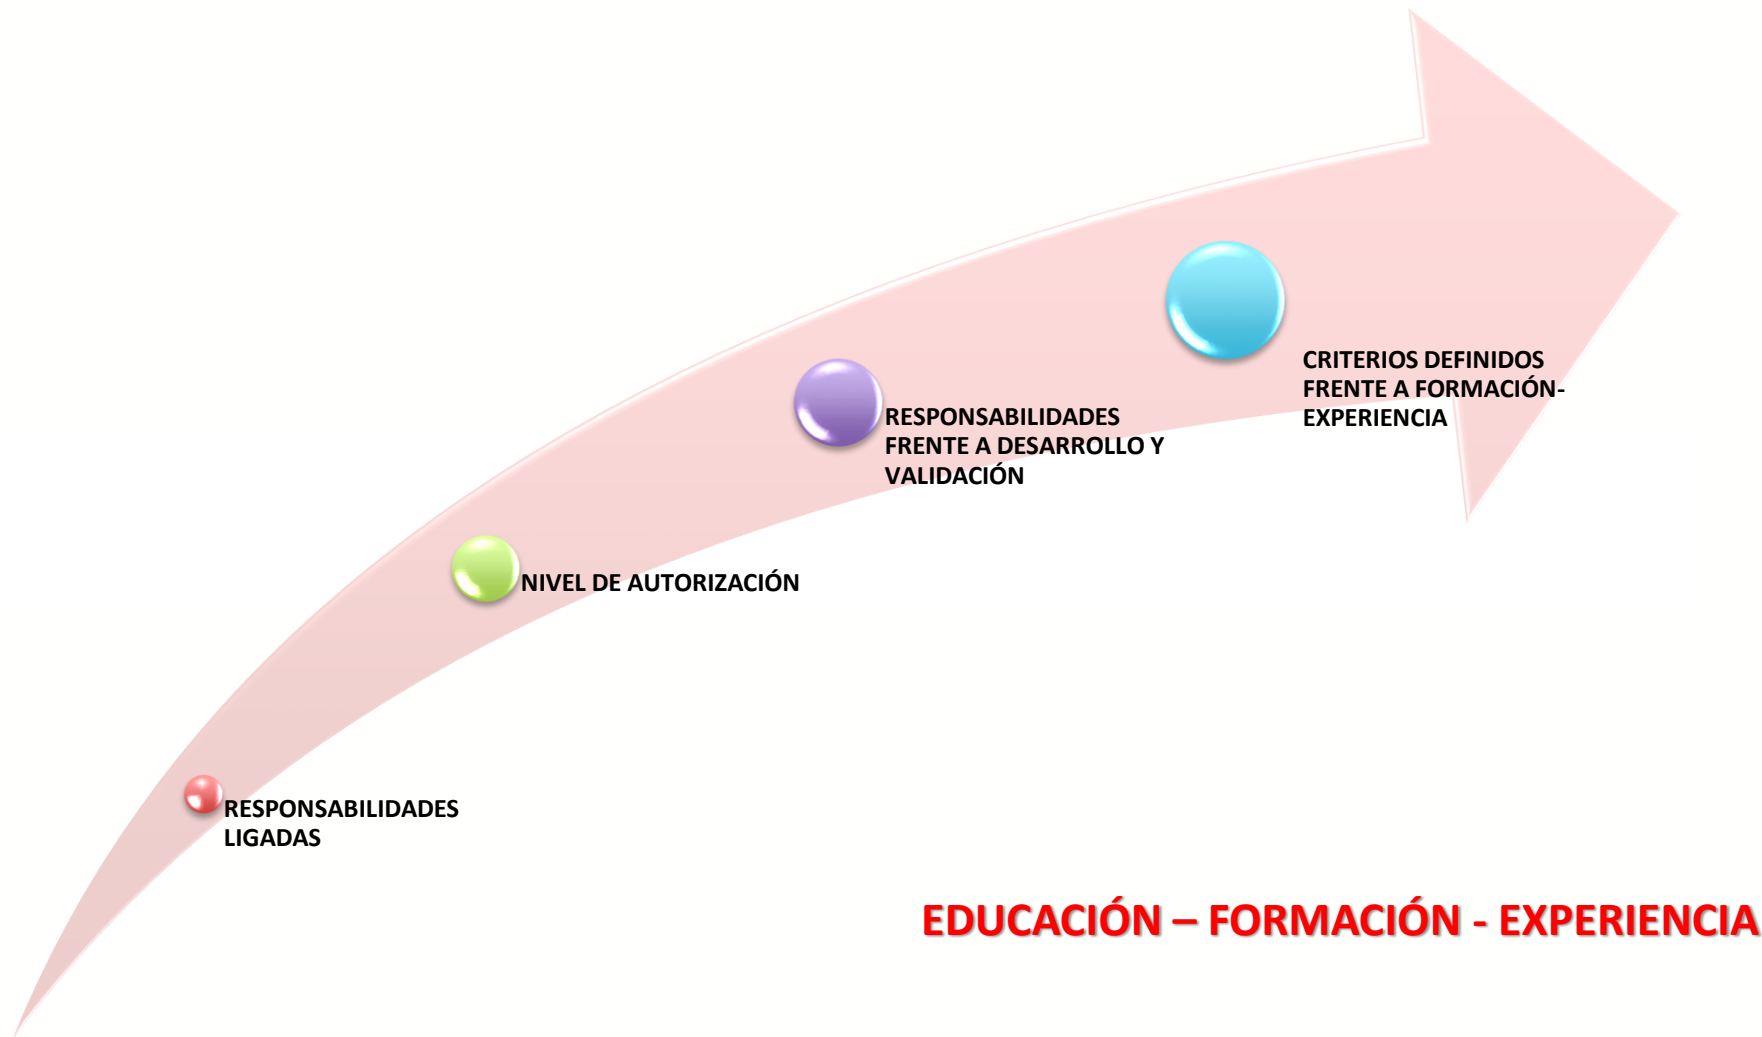 CRITERIOS DEFINIDOS
FRENTE A FORMACIÓN-
EXPERIENCIA
RESPONSABILIDADES
FRENTE A DESARROLLO Y
VALIDACIÓN
NIVEL DE AUTORIZACIÓN
RESPONSABILIDADES
LIGADAS
EDUCACIÓN – FORMACIÓN - EXPERIENCIA